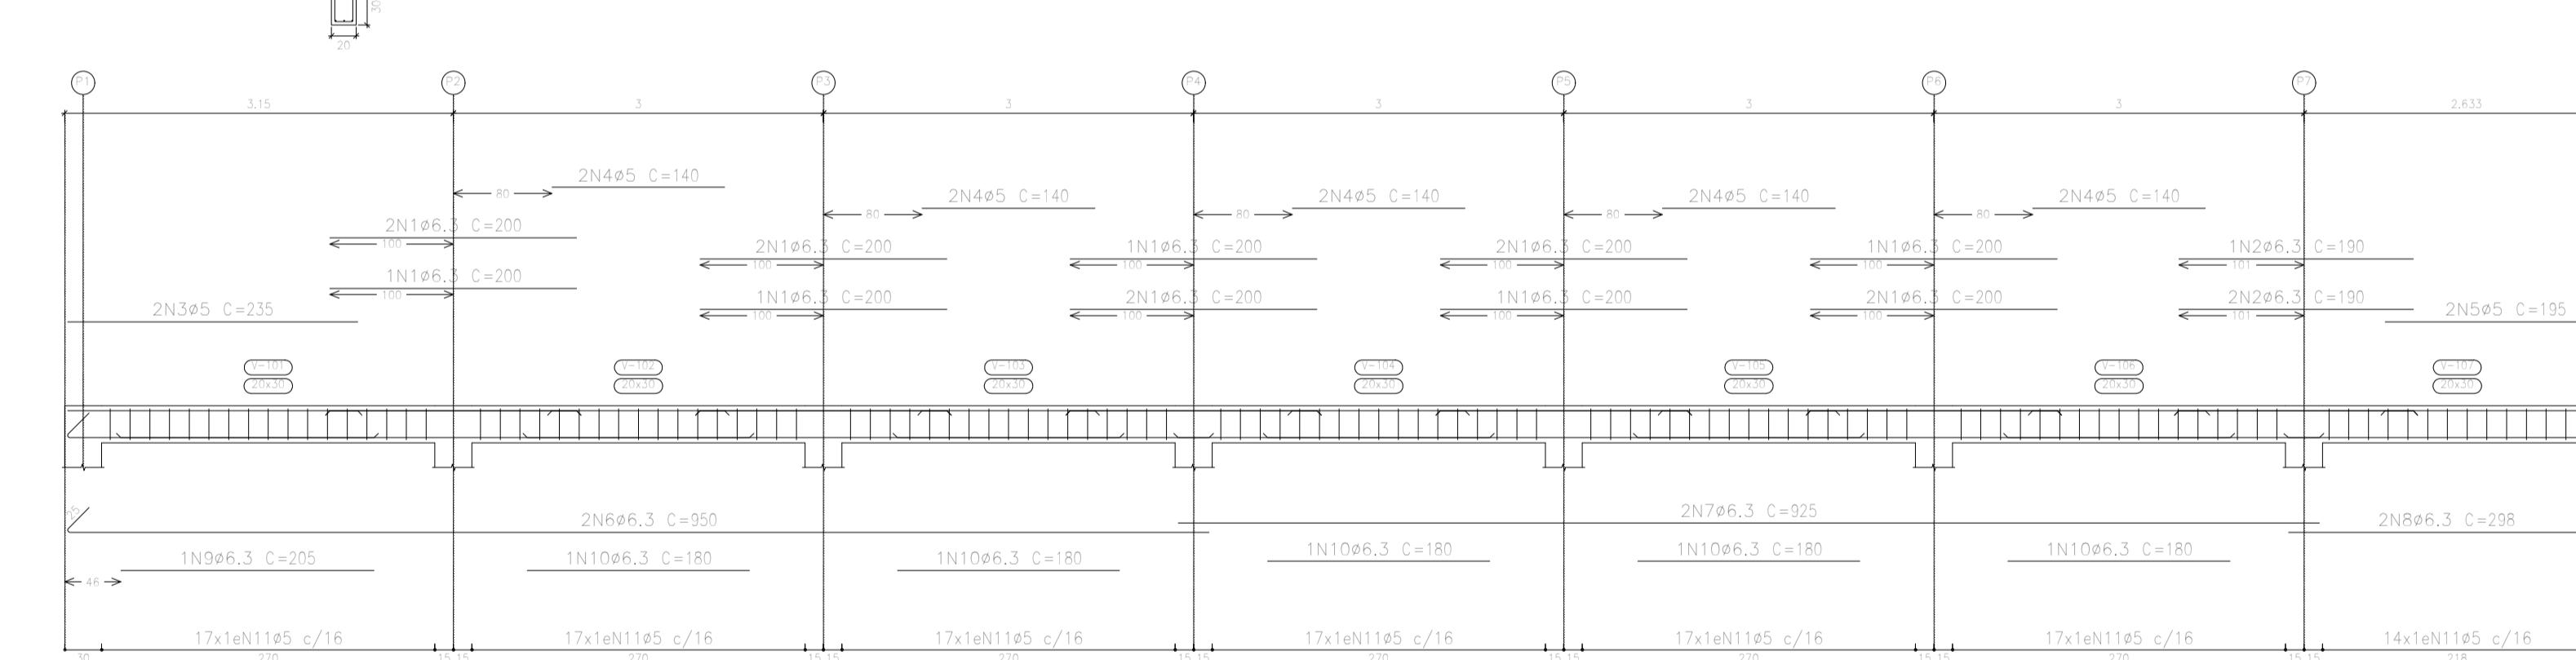 30
20
P1 P2 P3 P4 P5 P6 P7
3.15 3 3 3 3 3 2.633
2N4ø5 C=140
80
2N4ø5 C=140 2N4ø5 C=140 2N4ø5 C=140 2N4ø5 C=140
80 80 80 80
2N1ø6.3 C=200
100
2N1ø6.3 C=200 1N1ø6.3 C=200 2N1ø6.3 C=200 1N1ø6.3 C=200 1N2ø6.3 C=190
100 100 100 100 101
1N1ø6.3 C=200
100
1N1ø6.3 C=200 2N1ø6.3 C=200 1N1ø6.3 C=200 2N1ø6.3 C=200 2N2ø6.3 C=190
100 100 100 100 101
2N3ø5 C=235 2N5ø5 C=195
V-101 V-102 V-103 V-104 V-105 V-106 V-107
20x30 20x30 20x30 20x30 20x30 20x30 20x30
25
2N6ø6.3 C=950 2N7ø6.3 C=925 2N8ø6.3 C=298
1N9ø6.3 C=205 1N10ø6.3 C=180 1N10ø6.3 C=180 1N10ø6.3 C=180 1N10ø6.3 C=180 1N10ø6.3 C=180
46
17x1eN11ø5 c/16 17x1eN11ø5 c/16 17x1eN11ø5 c/16 17x1eN11ø5 c/16 17x1eN11ø5 c/16 17x1eN11ø5 c/16 14x1eN11ø5 c/16
30 270 15 15 270 15 15 270 15 15 270 15 15 270 15 15 270 15 15 218